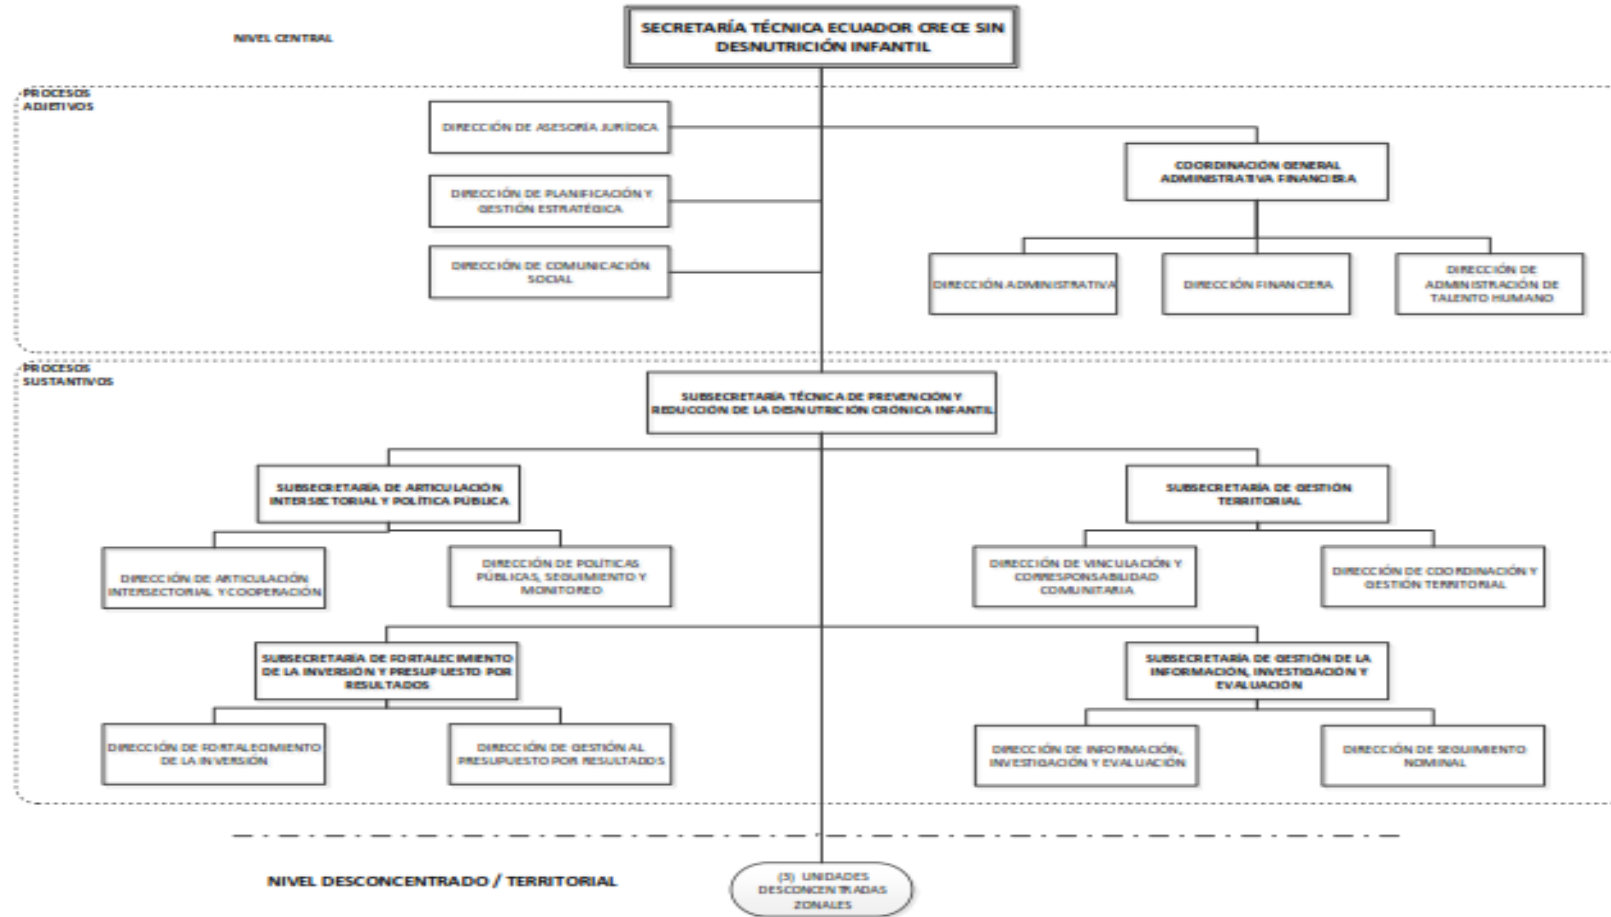 NIVEL CENTRAL
SECRETARÍA TÉCNICA ECUADOR CRECE SIN
DESNUTRICIÓN INFANTIL
PROCESOS
ADJETIVOS
DIRECCIÓN DE ASESORÍA JURÍDICA
COORDINACIÓN GENERAL
ADMINISTRATIVA FINANCIERA
DIRECCIÓN DE PLANIFICACIÓN Y
GESTIÓN ESTRATÉGICA
DIRECCIÓN DE COMUNICACIÓN
SOCIAL
DIRECCIÓN ADMINISTRATIVA
DIRECCIÓN FINANCIERA
DIRECCIÓN DE
ADMINISTRACIÓN DE
TALENTO HUMANO
PROCESOS
SUSTANTIVOS
SUBSECRETARÍA TÉCNICA DE PREVENCIÓN Y
REDUCCIÓN DE LA DESNUTRICIÓN CRÓNICA INFANTIL
SUBSECRETARÍA DE ARTICULACIÓN
INTERSECTORIAL Y POLÍTICA PÚBLICA
SUBSECRETARÍA DE GESTIÓN
TERRITORIAL
DIRECCIÓN DE ARTICULACIÓN
INTERSECTORIAL Y COOPERACIÓN
DIRECCIÓN DE POLÍTICAS
PÚBLICAS, SEGUIMIENTO Y
MONITOREO
DIRECCIÓN DE VINCULACIÓN Y
CORRESPONSABILIDAD
COMUNITARIA
DIRECCIÓN DE COORDINACIÓN Y
GESTIÓN TERRITORIAL
SUBSECRETARÍA DE FORTALECIMIENTO
DE LA INVERSIÓN Y PRESUPUESTO POR
RESULTADOS
SUBSECRETARÍA DE GESTIÓN DE LA
INFORMACIÓN, INVESTIGACIÓN Y
EVALUACIÓN
DIRECCIÓN DE FORTALECIMIENTO
DE LA INVERSIÓN
DIRECCIÓN DE GESTIÓN AL
PRESUPUESTO POR RESULTADOS
DIRECCIÓN DE INFORMACIÓN,
INVESTIGACIÓN Y EVALUACIÓN
DIRECCIÓN DE SEGUIMIENTO
NOMINAL
NIVEL DESCONCENTRADO / TERRITORIAL
UNIDADES
DESCONCENTRADAS
ZONALES